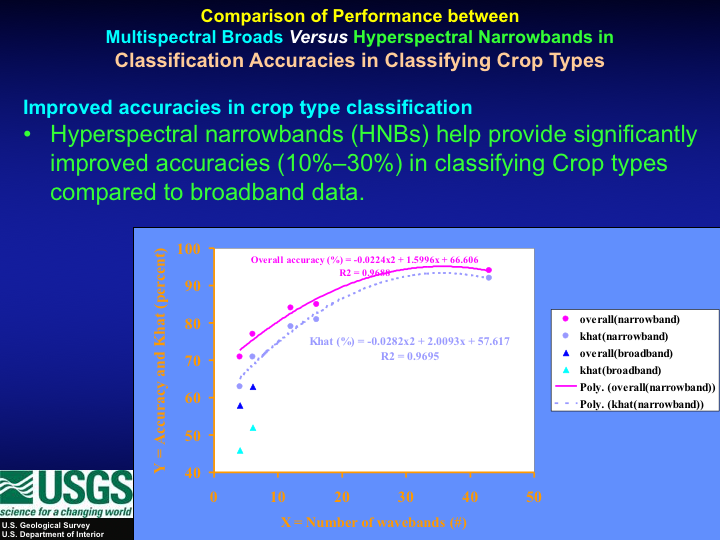 Comparison of Performance between
Multispectral Broads Versus Hyperspectral Narrowbands in
Classification Accuracies in Classifying Crop Types
Improved accuracies in crop type classification
• Hyperspectral narrowbands (HNBs) help provide significantly
improved accuracies (10%–30%) in classifying Crop types
compared to broadband data.
Y = Accuracy and Khat (percent)
100
90
80
70
60
50
40
Overall accuracy (%) = -0.0224x2 + 1.5996x + 66.606
R2 = 0.9688
Khat (%) = -0.0282x2 + 2.0093x + 57.617
R2 = 0.9695
0 10 20 30 40 50
X = Number of wavebands (#)
overall(narrowband)
khat(narrowband)
overall(broadband)
khat(broadband)
Poly. (overall(narrowband))
Poly. (khat(narrowband))
USGS
science for a changing world
U.S. Geological Survey
U.S. Department of Interior